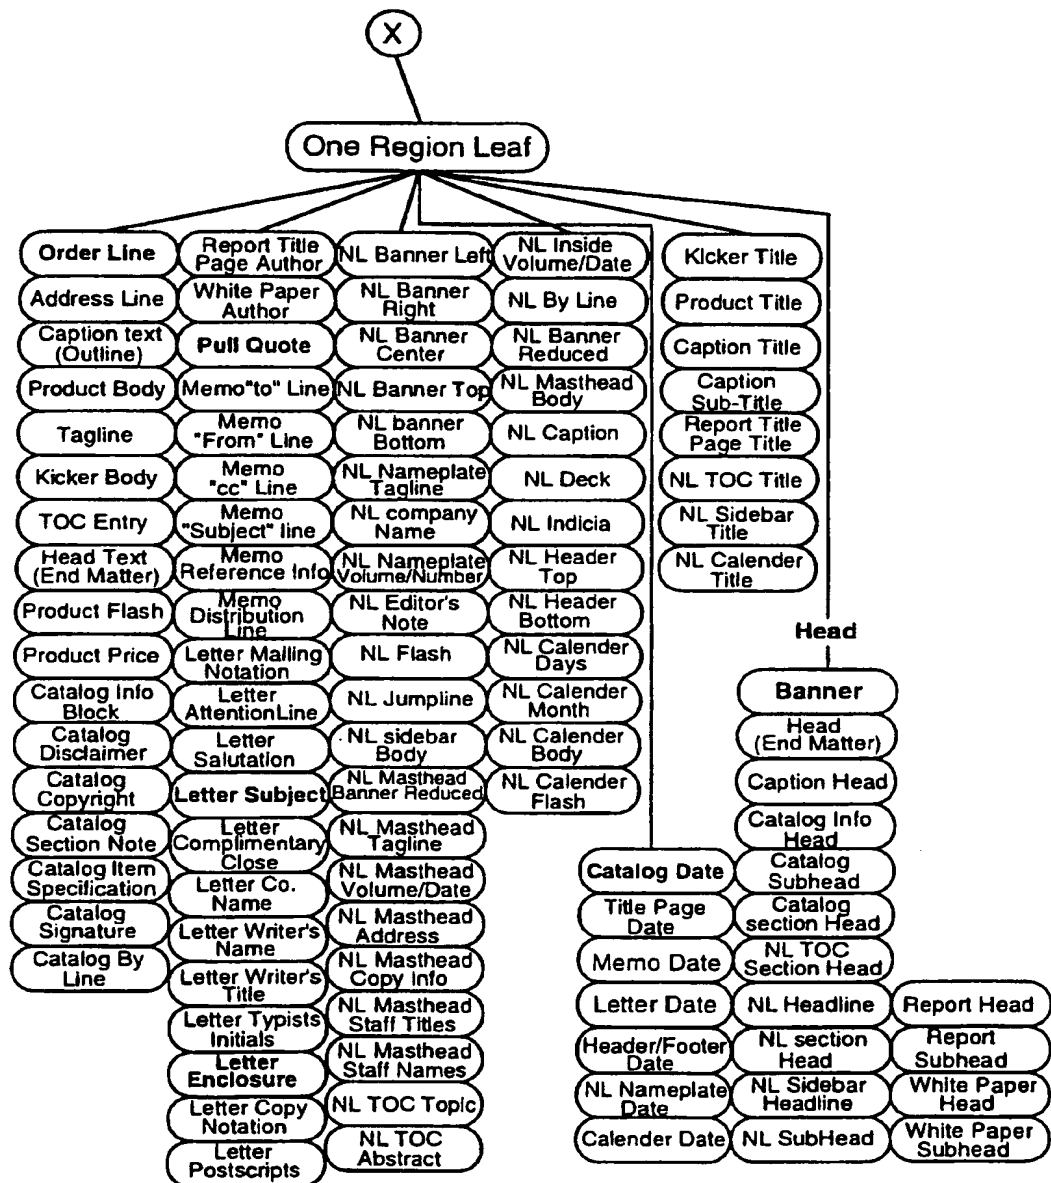 X
One Region Leaf
Order Line
Address Line
Caption text
(Outline)
Product Body
Tagline
Kicker Body
TOC Entry
Head Text
(End Matter)
Product Flash
Product Price
Catalog Info
Block
Catalog
Disclaimer
Catalog
Copyright
Catalog
Section Note
Catalog Item
Specification
Catalog
Signature
Catalog By
Line
Report Title
Page Author
White Paper
Author
Pull Quote
Memo"to" Line
Memo
"From" Line
Memo
"cc" Line
Memo
"Subject" line
Memo
Reference Info
Memo
Distribution
Line
Letter Mailing
Notation
Letter
AttentionLine
Letter
Salutation
Letter Subject
Letter
Complimentary
Close
Letter Co.
Name
Letter Writer's
Name
Letter Writer's
Title
Letter Typists
Initials
Letter
Enclosure
Letter Copy
Notation
Letter
Postscripts
NL Banner Left
NL Banner
Right
NL Banner
Center
NL Banner Top
NL banner
Bottom
NL Nameplate
Tagline
NL company
Name
NL Nameplate
Volume/Number
NL Editor's
Note
NL Flash
NL Jumpline
NL sidebar
Body
NL Masthead
Banner Reduced
NL Masthead
Tagline
NL Masthead
Volume/Date
NL Masthead
Address
NL Masthead
Copy Info
NL Masthead
Staff Titles
NL Masthead
Staff Names
NL TOC Topic
NL TOC
Abstract
NL Inside
Volume/Date
NL By Line
NL Banner
Reduced
NL Masthead
Body
NL Caption
NL Deck
NL Indicia
NL Header
Top
NL Header
Bottom
NL Calender
Days
NL Calender
Month
NL Calender
Body
NL Calender
Flash
Catalog Date
Title Page
Date
Memo Date
Letter Date
Header/Footer
Date
NL Nameplate
Date
Calender Date
Kicker Title
Product Title
Caption Title
Caption
Sub-Title
Report Title
Page Title
NL TOC Title
NL Sidebar
Title
NL Calender
Title
Head
Banner
Head
(End Matter)
Caption Head
Catalog Info
Head
Catalog
Subhead
Catalog
section Head
NL TOC
Section Head
NL Headline
NL section
Head
NL Sidebar
Headline
NL SubHead
Report Head
Report
Subhead
White Paper
Head
White Paper
Subhead